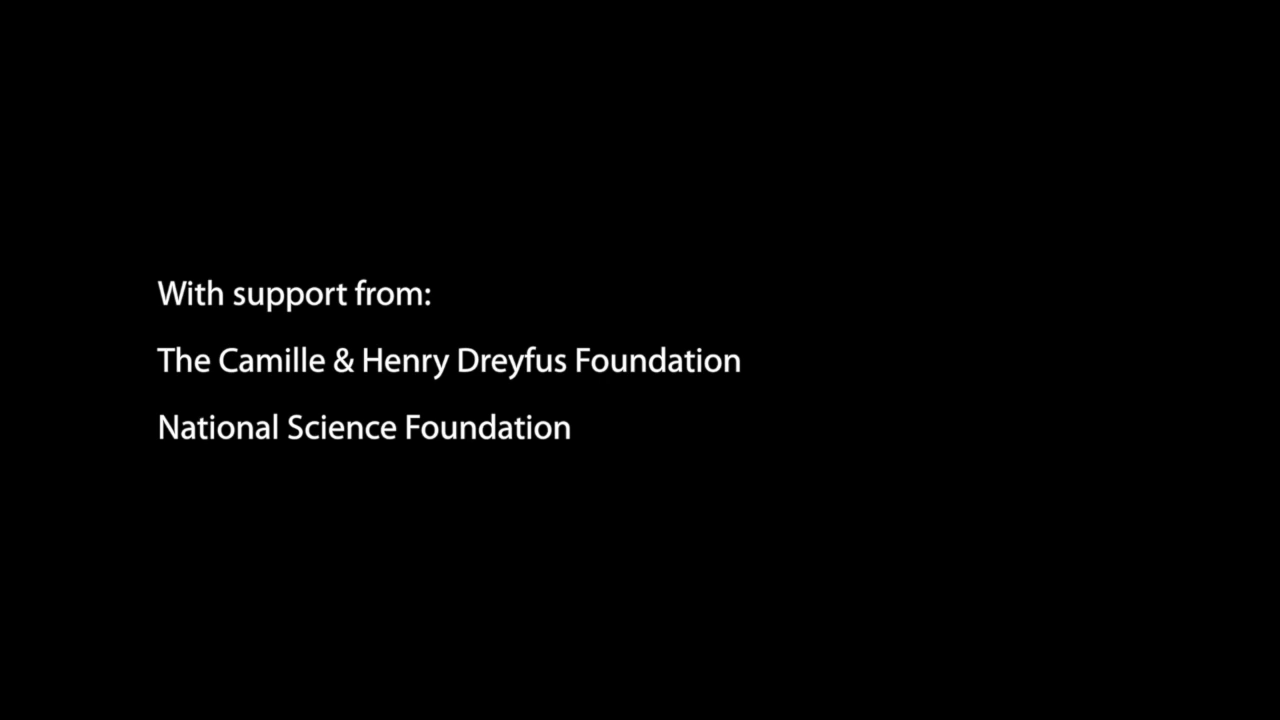 With support from:
The Camille & Henry Dreyfus Foundation
National Science Foundation